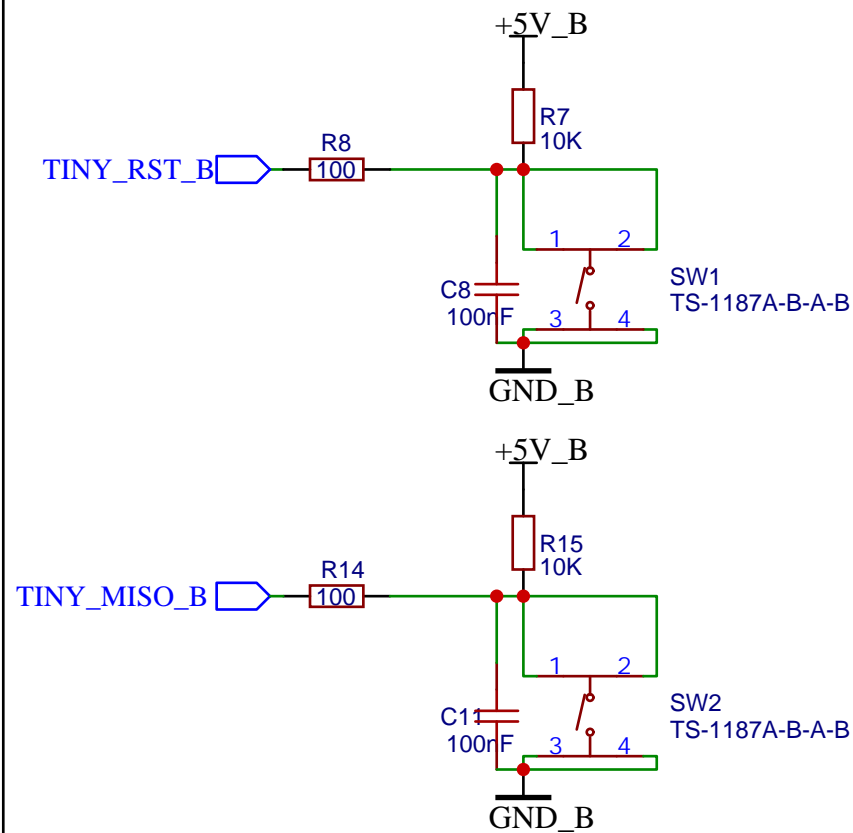 +5V_B
R7
10K
R8
100
TINY_RST_B
1 2
C8
100nF
SW1
TS-1187A-B-A-B
3 4
GND_B
+5V_B
R15
10K
R14
100
TINY_MISO_B
1 2
C11
100nF
SW2
TS-1187A-B-A-B
3 4
GND_B